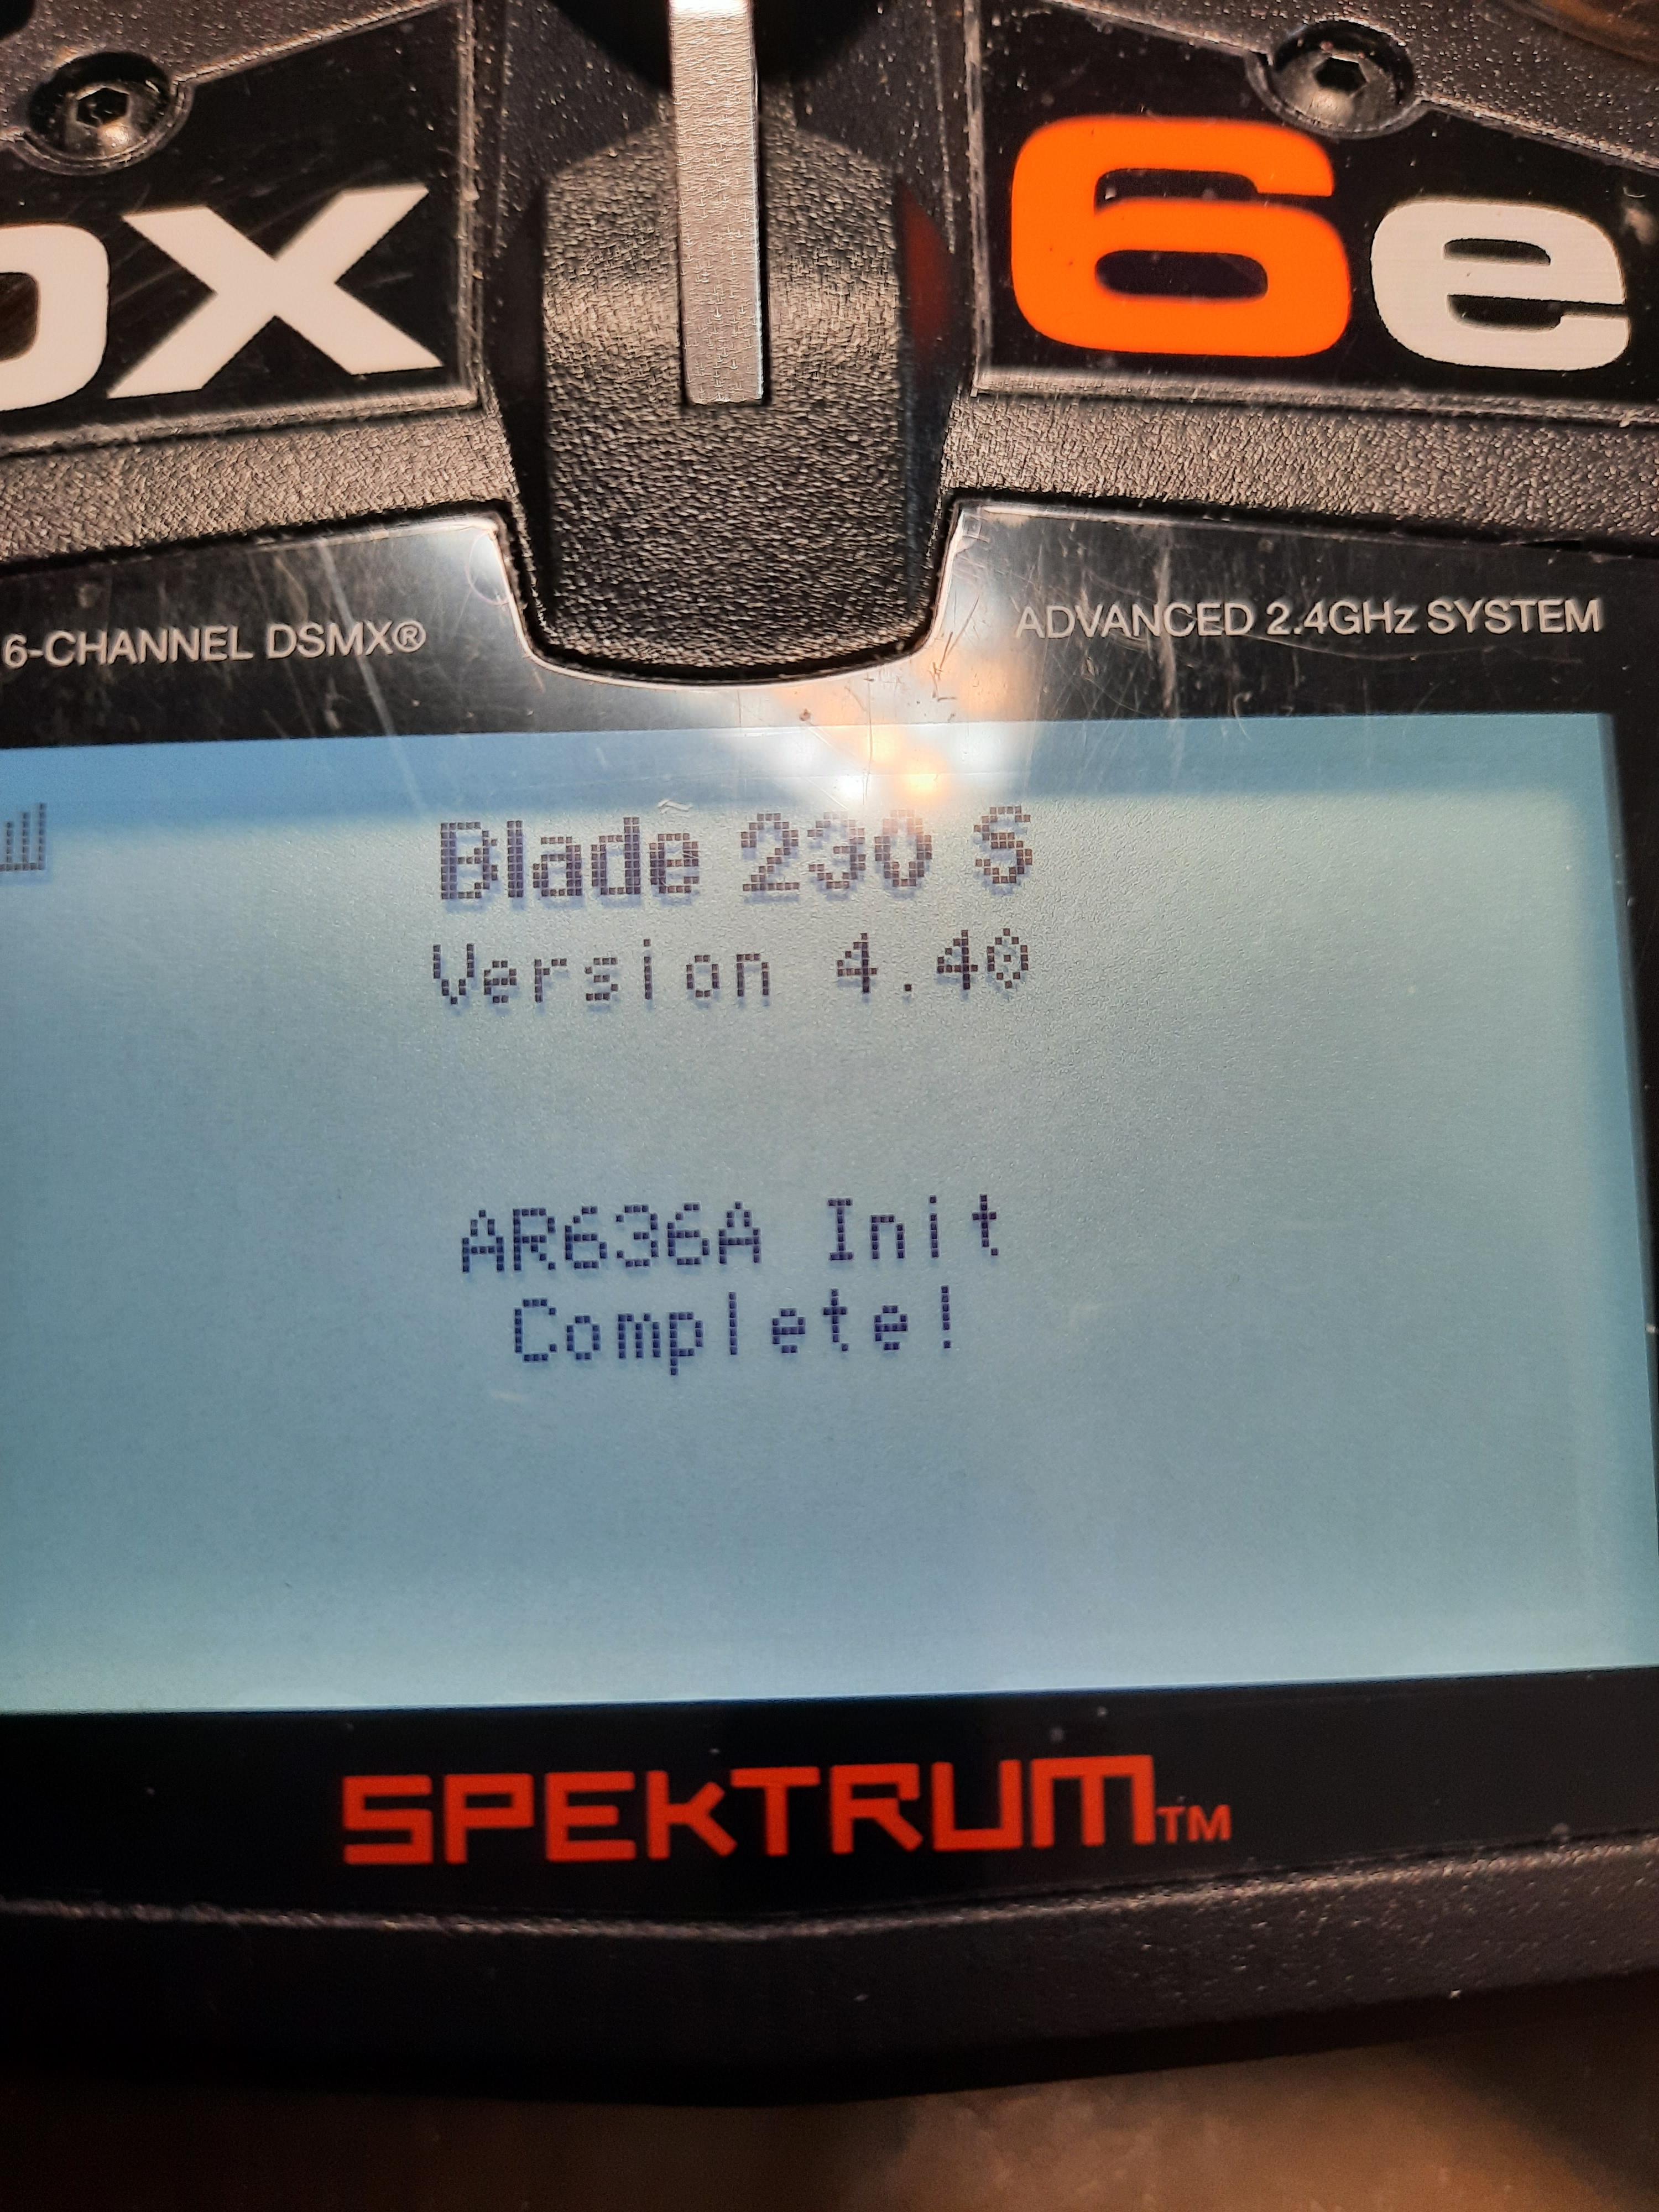 DX 6e
6-CHANNEL DSMX® ADVANCED 2.4GHz SYSTEM
Blade 230 S
Version 4.40
AR636A Init
Complete!
SPEKTRUM™